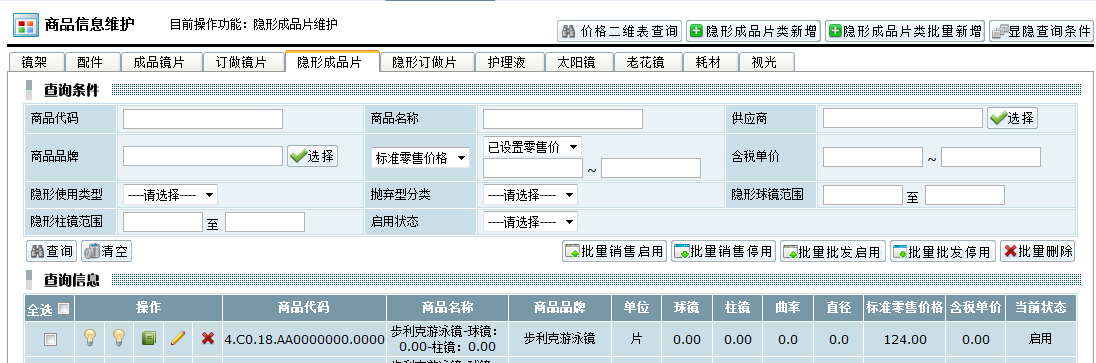 商品信息维护 目前操作功能：隐形成品片维护
价格二维表查询 隐形成品片类新增 隐形成品片类批量新增 显隐查询条件
镜架 配件 成品镜片 订做镜片 隐形成品片 隐形订做片 护理液 太阳镜 老花镜 耗材 视光
查询条件
商品代码 商品名称 供应商 选择
商品品牌 选择 标准零售价格 已设置零售价 ~ 含税单价 ~
隐形使用类型 ----请选择---- 抛弃型分类 ----请选择---- 隐形球镜范围 至
隐形柱镜范围 至 启用状态 ----请选择----
查询 清空 批量销售启用 批量销售停用 批量批发启用 批量批发停用 批量删除
查询信息
全选 操作 商品代码 商品名称 商品品牌 单位 球镜 柱镜 曲率 直径 标准零售价格 含税单价 当前状态
4.C0.18.AA0000000.0000 步利克游泳镜-球镜：0.00-柱镜：0.00 步利克游泳镜 片 0.00 0.00 0.0 0.0 124.00 0.00 启用